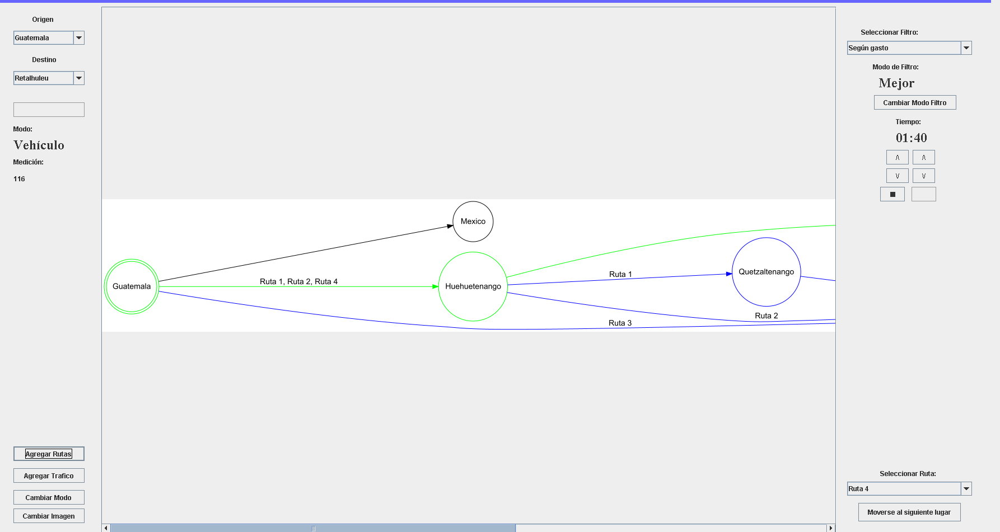 Origen
Guatemala
Destino
Retalhuleu
Modo:
Vehículo
Medición:
116
Agregar Rutas
Agregar Trafico
Cambiar Modo
Cambiar Imagen
Mexico
Guatemala
Ruta 1, Ruta 2, Ruta 4
Huehuetenango
Ruta 1
Quetzaltenango
Ruta 2
Ruta 3
Seleccionar Filtro:
Según gasto
Modo de Filtro:
Mejor
Cambiar Modo Filtro
Tiempo:
01:40
Λ Λ
V V
Seleccionar Ruta:
Ruta 4
Moverse al siguiente lugar